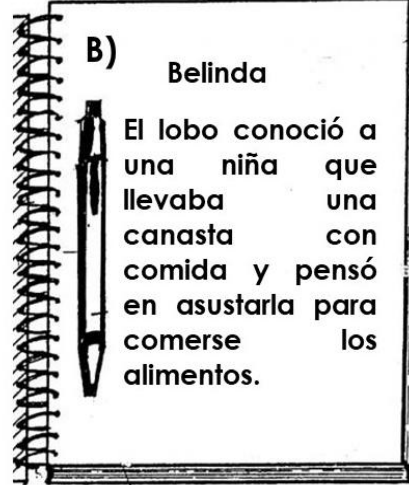 B)
Belinda
El lobo conoció a
una niña que
llevaba una
canasta con
comida y pensó
en asustarla para
comerse los
alimentos.